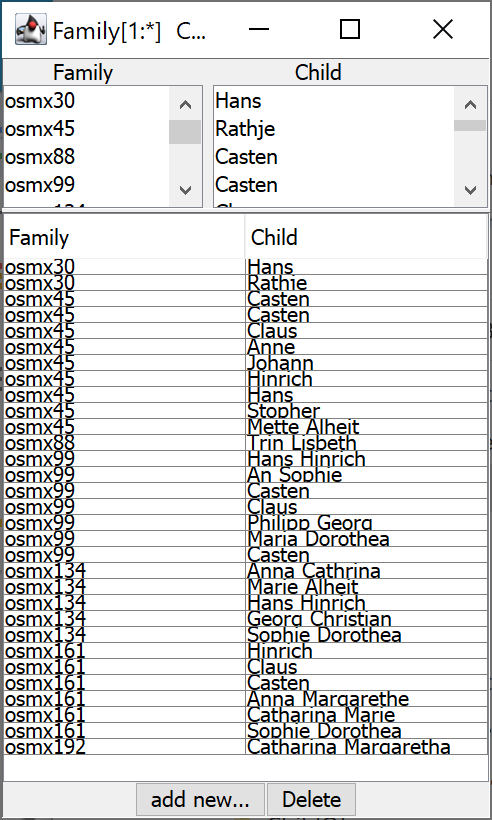 Family[1:*] C...
Family Child
osmx30 Hans
osmx45 Rathje
osmx88 Casten
osmx99 Casten
Family Child
osmx30 Hans
osmx30 Rathje
osmx45 Casten
osmx45 Casten
osmx45 Claus
osmx45 Anne
osmx45 Johann
osmx45 Hinrich
osmx45 Hans
osmx45 Stopher
osmx45 Mette Alheit
osmx88 Trin Lisbeth
osmx99 Hans Hinrich
osmx99 An Sophie
osmx99 Casten
osmx99 Claus
osmx99 Philipp Georg
osmx99 Maria Dorothea
osmx99 Casten
osmx134 Anna Cathrina
osmx134 Marie Alheit
osmx134 Hans Hinrich
osmx134 Georg Christian
osmx134 Sophie Dorothea
osmx161 Hinrich
osmx161 Claus
osmx161 Casten
osmx161 Anna Margarethe
osmx161 Catharina Marie
osmx161 Sophie Dorothea
osmx192 Catharina Margaretha
add new... Delete